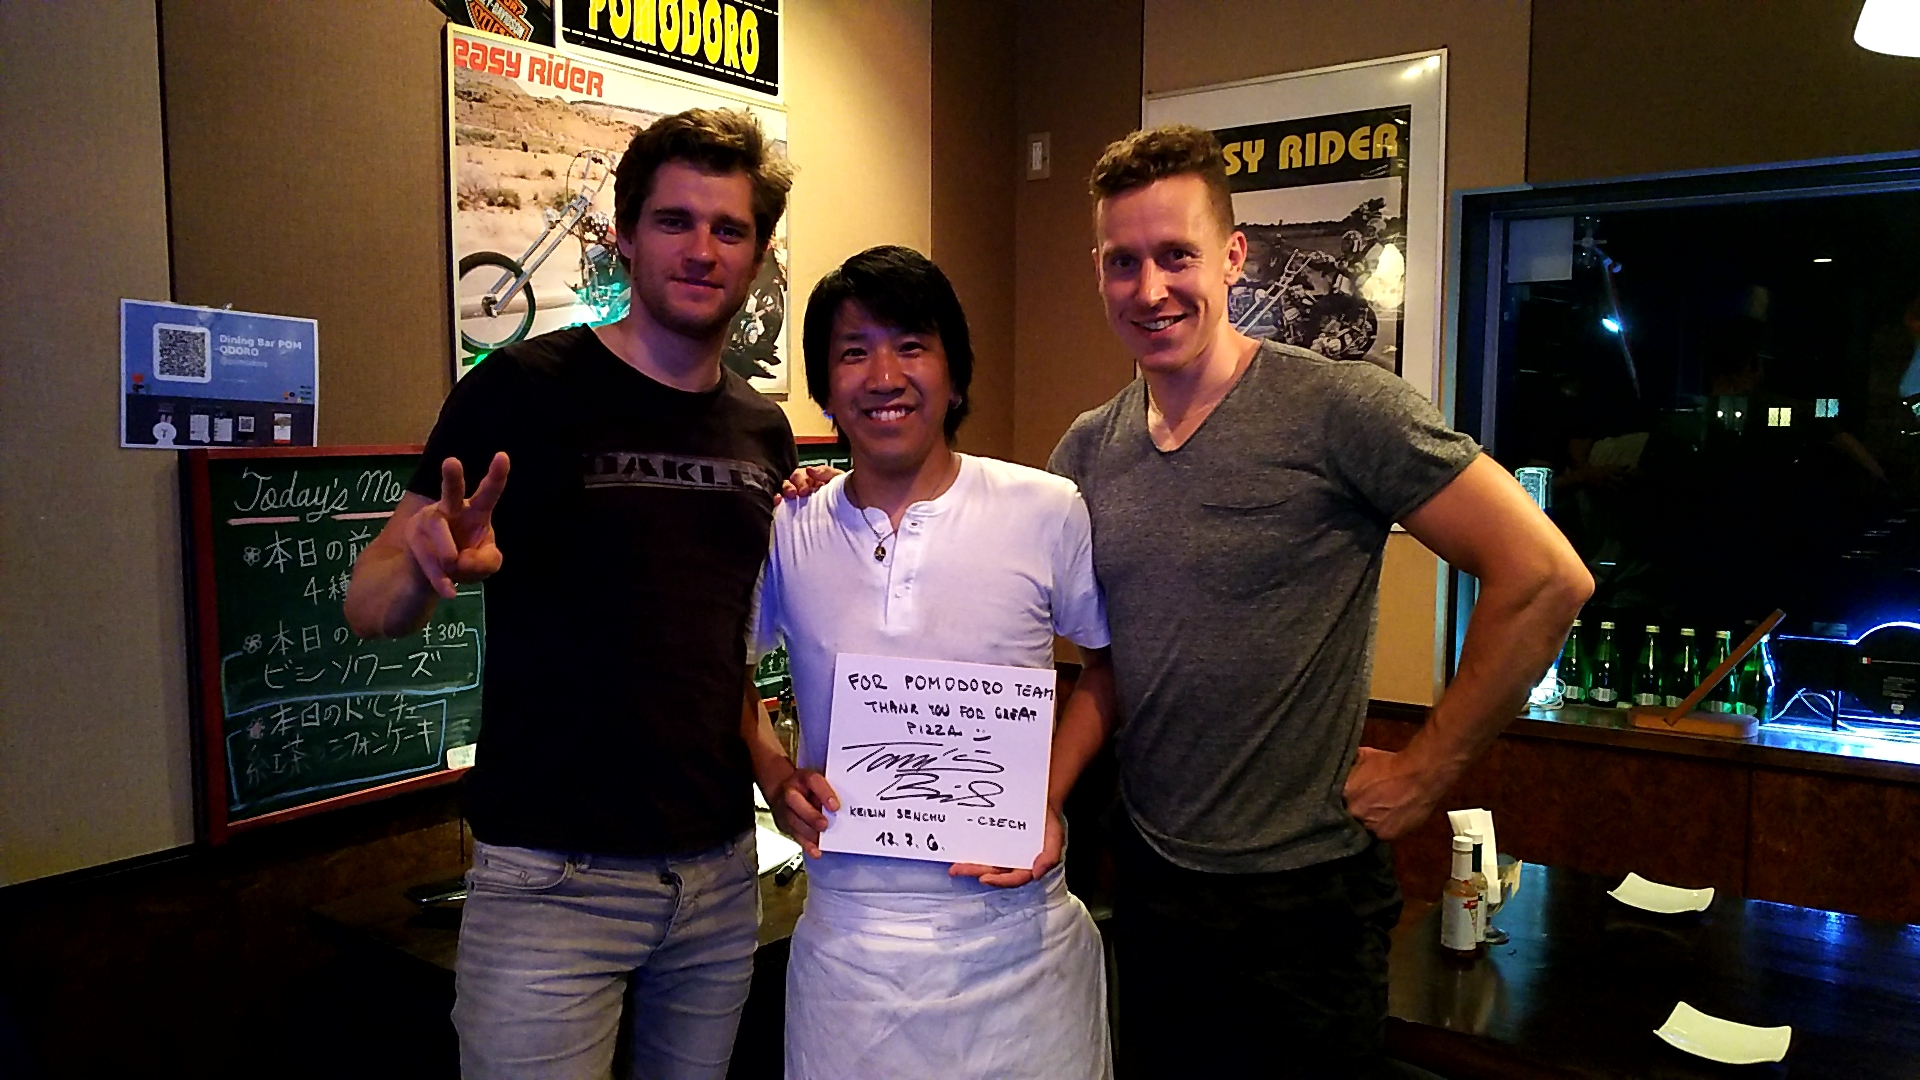 POMODORO
easy rider
SY RIDER
Dining Bar POM
ODORO
Today's Me
本日の前
4種
本日の
¥300
ビシソワーズ
本日のドルチェ
紅茶シフォンケーキ
OAKLE
FOR POMODORO TEAM
THANK YOU FOR GREAT
PIZZA
KEIRIN SENCHU - CZECH
17. 7. 6.